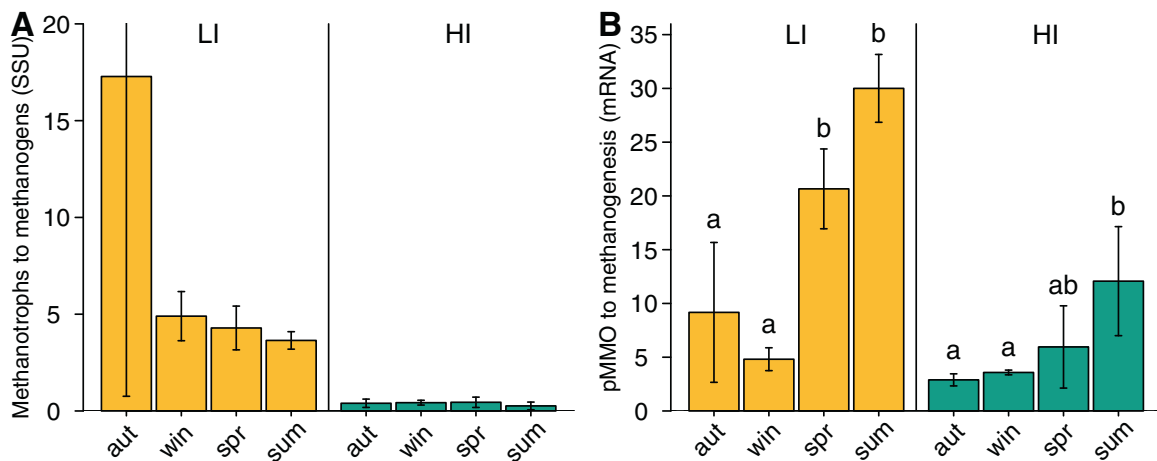 A
Methanotrophs to methanogens (SSU)
LI
HI
20
15
10
5
0
aut win spr sum aut win spr sum
B
pMMO to methanogenesis (mRNA)
LI
HI
35
30
25
20
15
10
5
0
a a b b a a ab b
aut win spr sum aut win spr sum